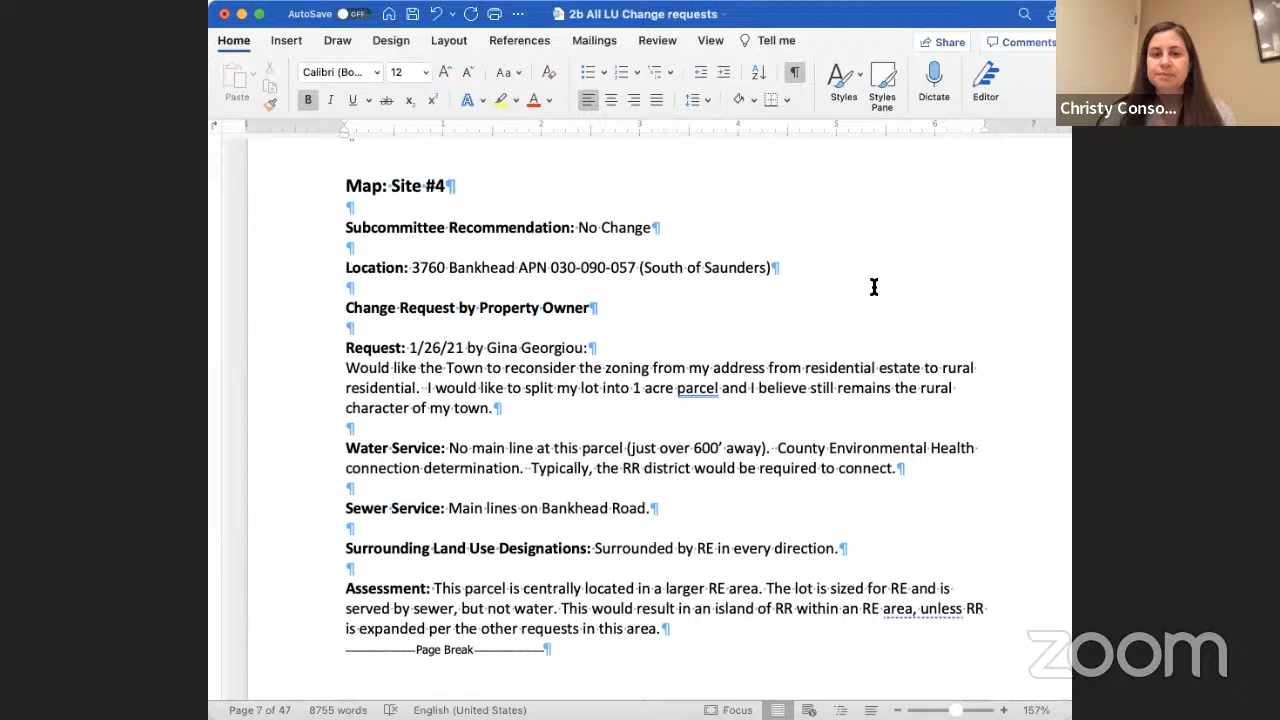 AutoSave OFF 2b All LU Change requests
Home Insert Draw Design Layout References Mailings Review View Tell me Share Comments
Paste Calibri (Bo... 12 Styles Styles Pane Dictate Editor
1 1 2 3 4 5 6 7
Christy Conso...
Map: Site #4¶
¶
Subcommittee Recommendation: No Change¶
¶
Location: 3760 Bankhead APN 030-090-057 (South of Saunders)¶
¶
Change Request by Property Owner¶
¶
Request: 1/26/21 by Gina Georgiou:¶
Would like the Town to reconsider the zoning from my address from residential estate to rural
residential. I would like to split my lot into 1 acre parcel and I believe still remains the rural
character of my town.¶
¶
Water Service: No main line at this parcel (just over 600’ away). County Environmental Health
connection determination. Typically, the RR district would be required to connect.¶
¶
Sewer Service: Main lines on Bankhead Road.¶
¶
Surrounding Land Use Designations: Surrounded by RE in every direction.¶
¶
Assessment: This parcel is centrally located in a larger RE area. The lot is sized for RE and is
served by sewer, but not water. This would result in an island of RR within an RE area, unless RR
is expanded per the other requests in this area.¶
Page Break¶
zoom
Page 7 of 47 8755 words English (United States) Focus 157%